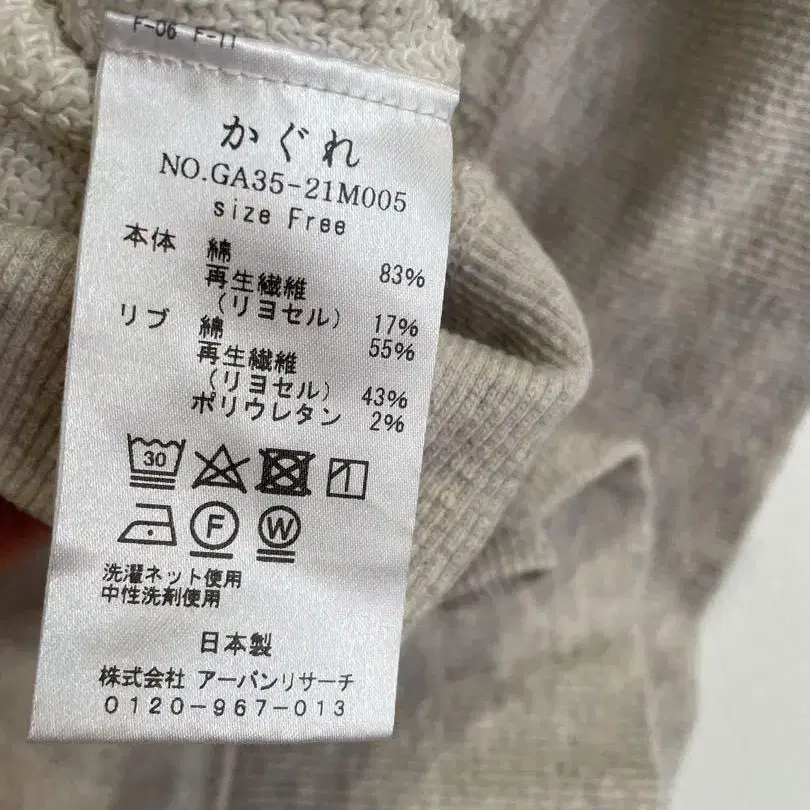 F-06 F-11
かぐれ
NO.GA35-21M005
size Free
本体 綿 83%
再生繊維
(リヨセル) 17%
リブ 綿 55%
再生繊維
(リヨセル) 43%
ポリウレタン 2%
30
F W
洗濯ネット使用
中性洗剤使用
日本製
株式会社 アーバンリサーチ
0120-967-013